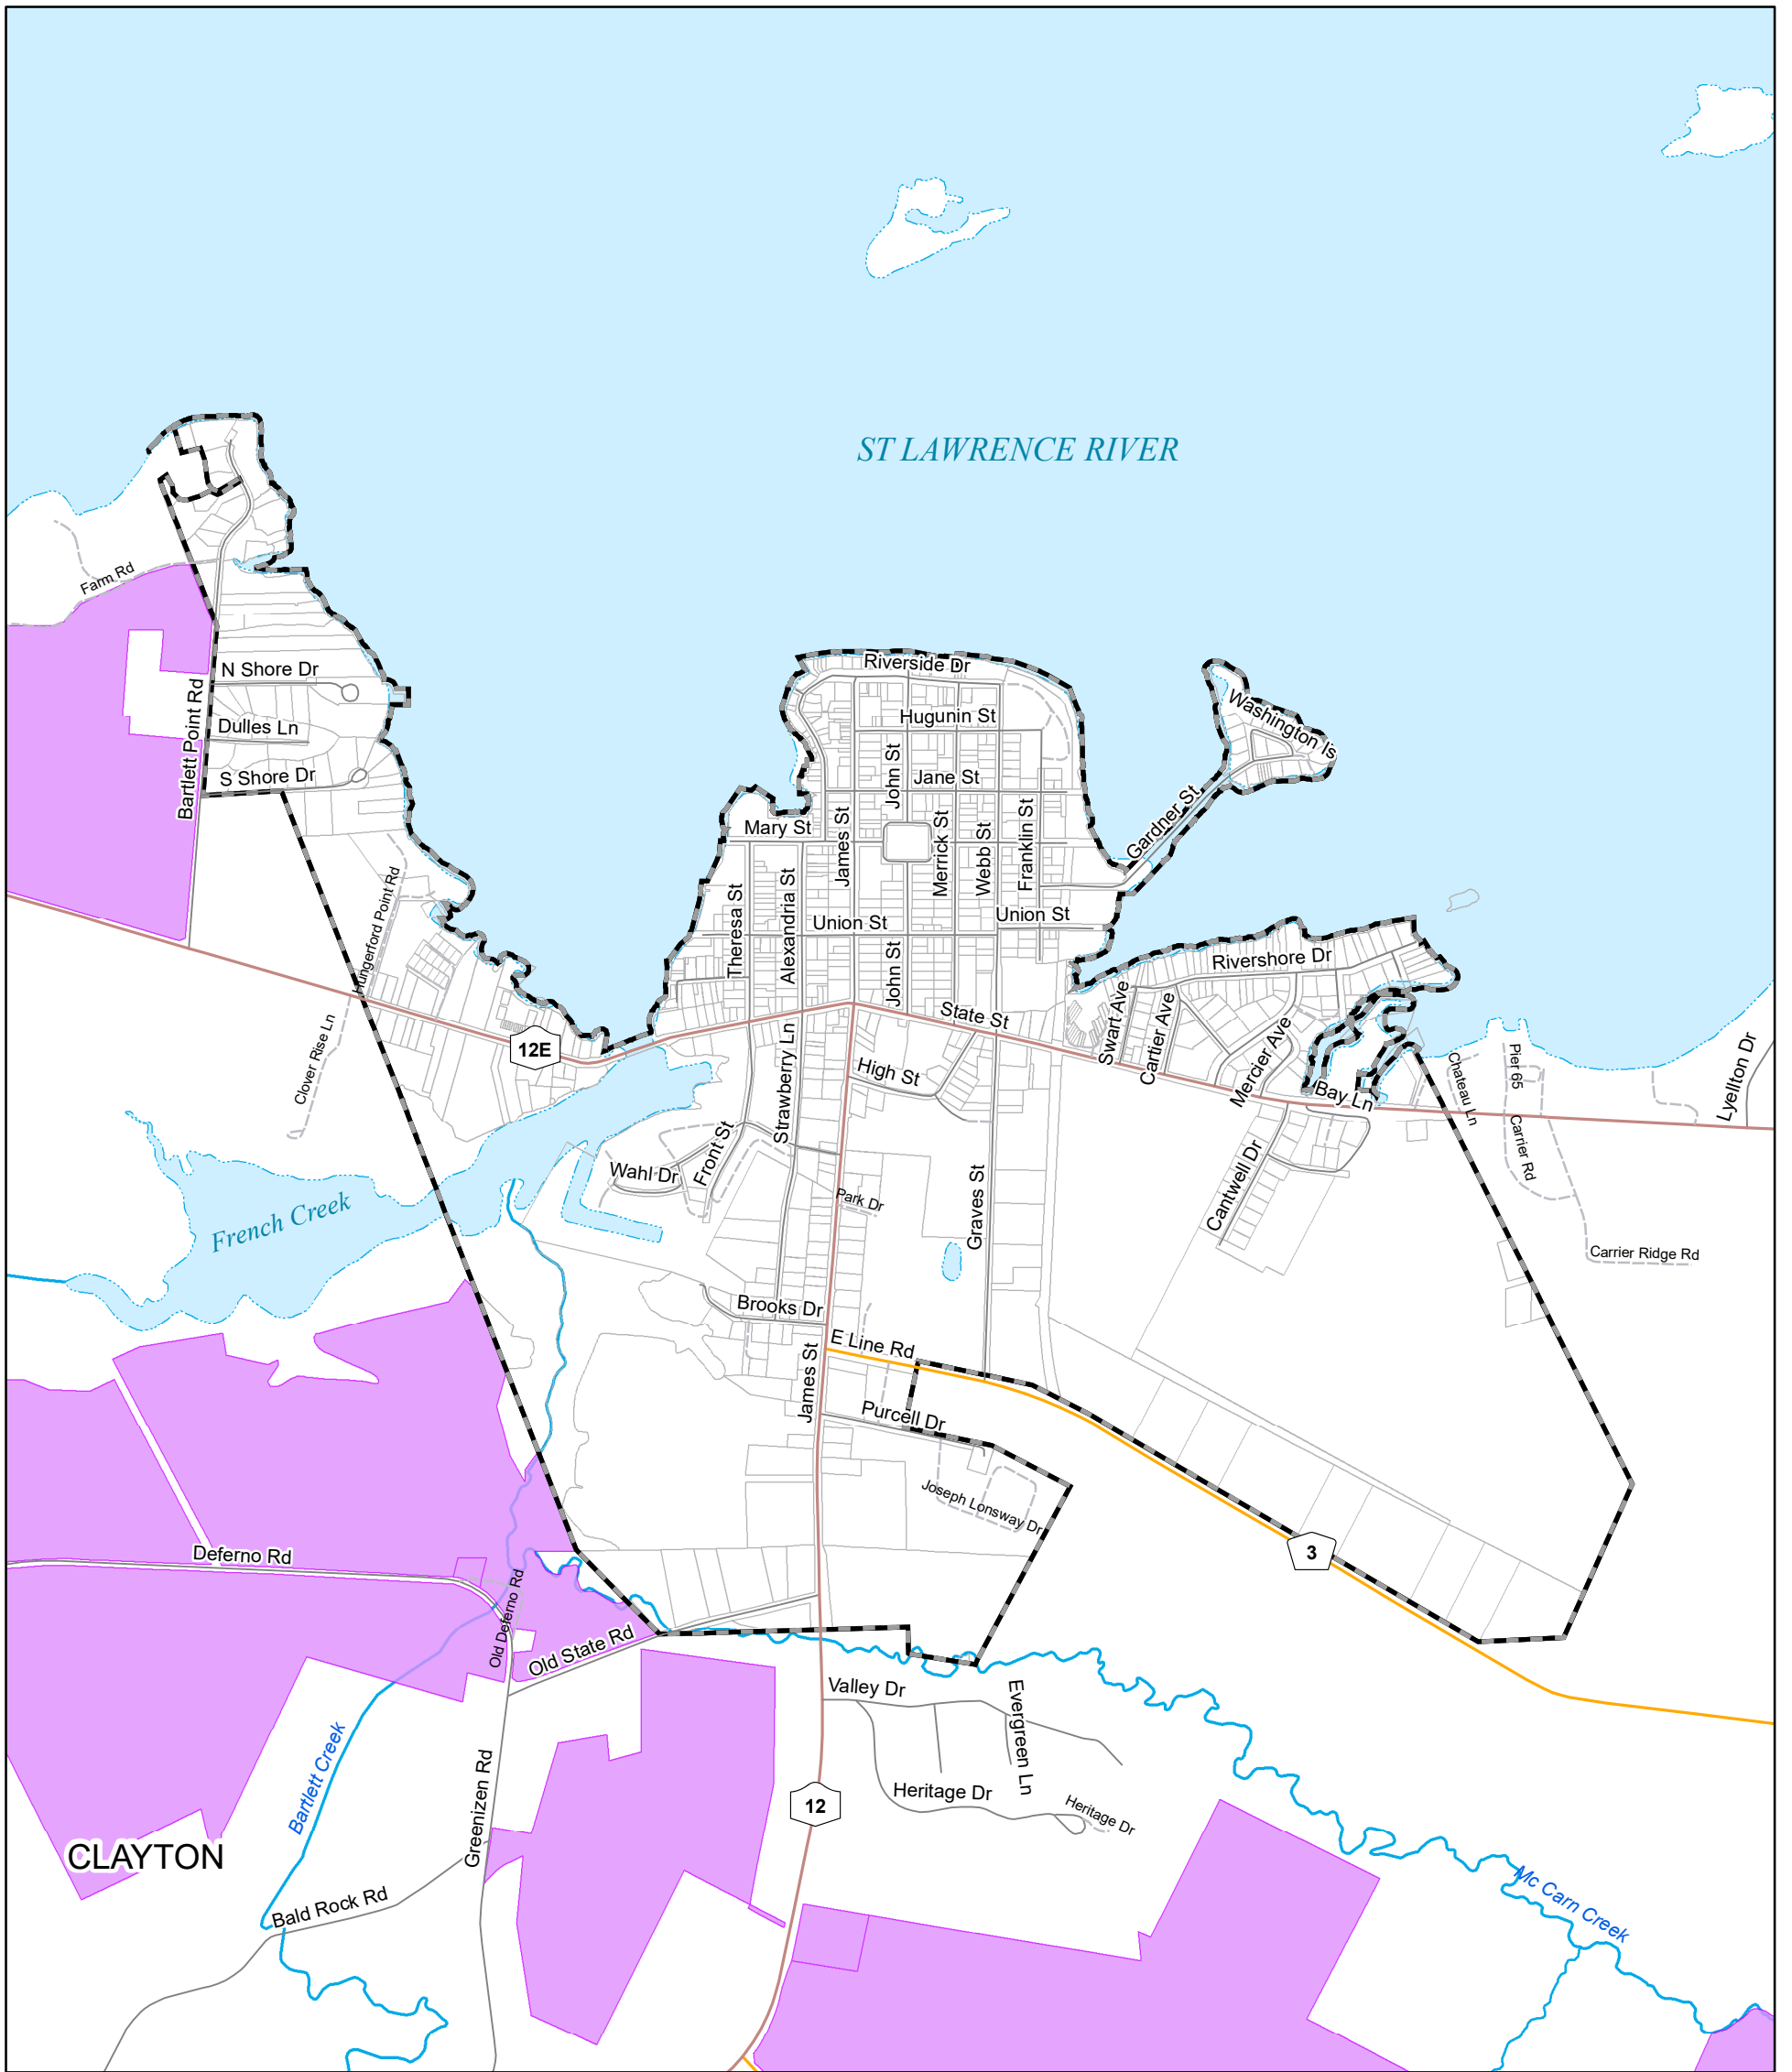 ST LAWRENCE RIVER
Farm Rd
N Shore Dr
Bartlett Point Rd
Dulles Ln
S Shore Dr
Riverside Dr
Hugunin St
Washington Is
John St
Jane St
James St
Mary St
Merrick St
Webb St
Franklin St
Gardner St
Hungerford Point Rd
Theresa St
Alexandria St
Union St
Union St
John St
Rivershore Dr
State St
Swart Ave
Cartier Ave
Mercier Ave
12E
Clover Rise Ln
Strawberry Ln
High St
Bay Ln
Chateau Ln
Pier 65
Carrier Rd
Lyellton Dr
Front St
Wahl Dr
Park Dr
Graves St
Cantwell Dr
French Creek
Carrier Ridge Rd
Brooks Dr
E Line Rd
James St
Purcell Dr
Joseph Lonsway Dr
3
Deferno Rd
Old Deferno Rd
Old State Rd
Valley Dr
Evergreen Ln
Bartlett Creek
Greenizen Rd
Heritage Dr
12
Heritage Dr
CLAYTON
Bald Rock Rd
Mc Carn Creek